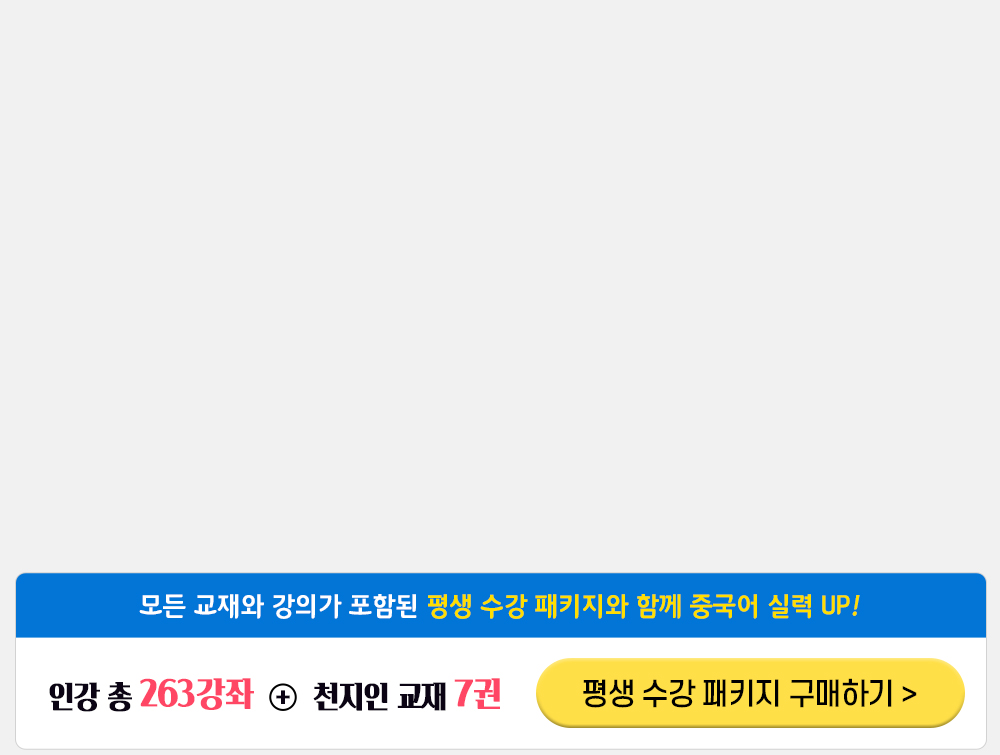 모든 교재와 강의가 포함된 평생 수강 패키지와 함께 중국어 실력 UP!
인강 총 263강좌 ⊕ 천지인 교재 7권
평생 수강 패키지 구매하기 >